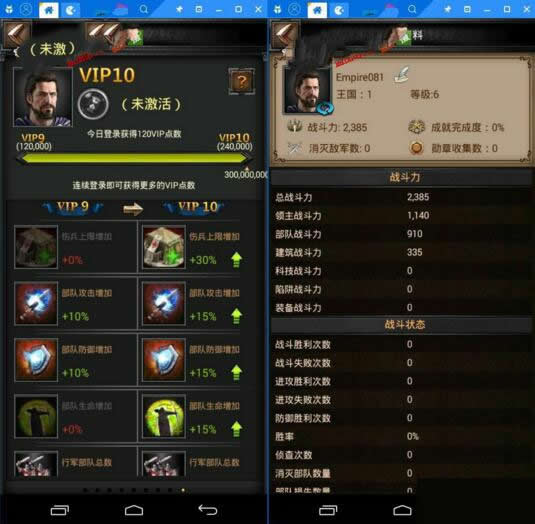 （未激）
VIP10
（未激活）
今日登录获得120VIP点数
VIP9
(120,000)
VIP10
(240,000)
300,000,000
连续登录即可获得更多的VIP点数
VIP 9
VIP 10
伤兵上限增加
+0%
伤兵上限增加
+30%
部队攻击增加
+10%
部队攻击增加
+15%
部队防御增加
+10%
部队防御增加
+15%
部队生命增加
+0%
部队生命增加
+15%
行军部队总数
行军部队总数
料
Empire081
王国：1
等级:6
战斗力: 2,385
成就完成度：0%
消灭敌军数: 0
勋章收集数：0
战斗力
总战斗力 2,385
领主战斗力 1,140
部队战斗力 910
建筑战斗力 335
科技战斗力 0
陷阱战斗力 0
装备战斗力 0
战斗状态
战斗胜利次数 0
战斗失败次数 0
进攻胜利次数 0
进攻失败次数 0
防御胜利次数 0
胜率 0%
侦查次数 0
消灭部队数量 0
部队损失数量 0